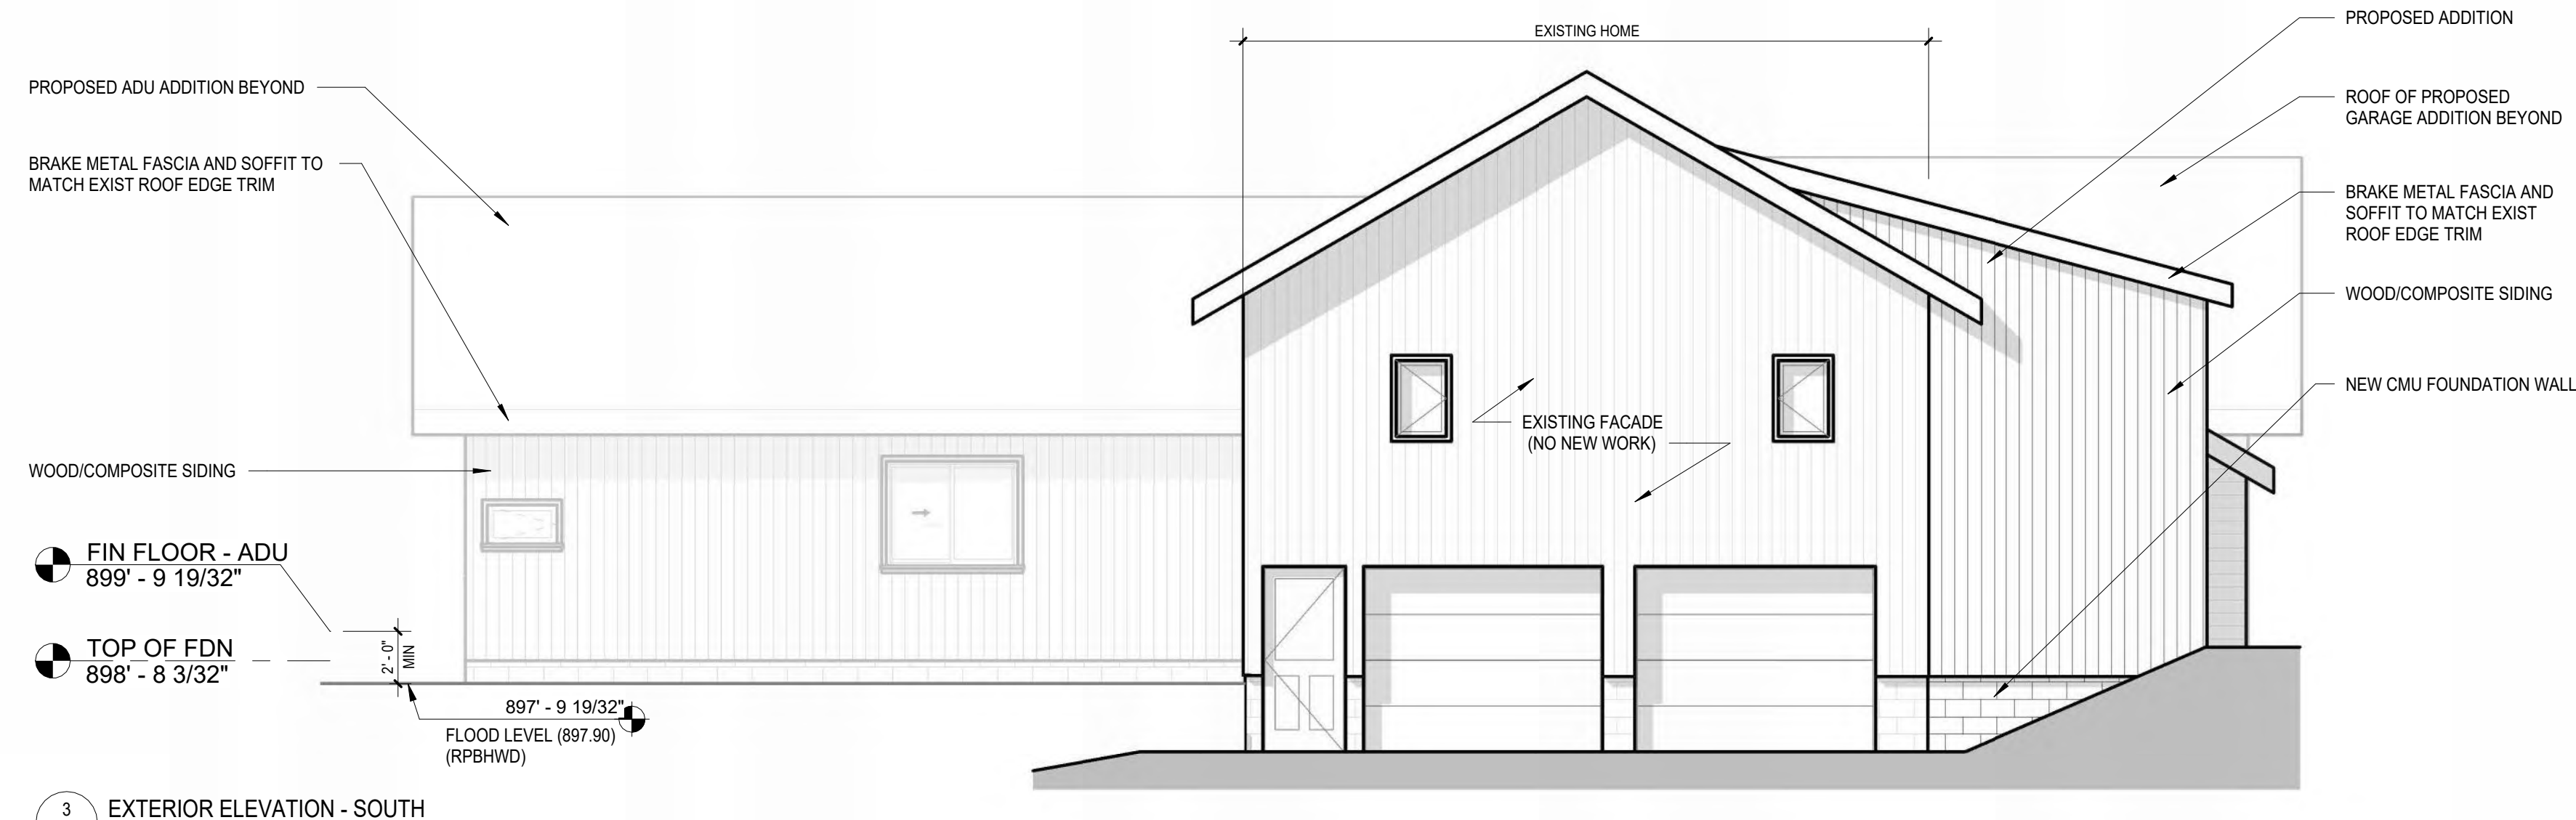 EXISTING HOME
PROPOSED ADDITION
PROPOSED ADU ADDITION BEYOND
ROOF OF PROPOSED
GARAGE ADDITION BEYOND
BRAKE METAL FASCIA AND SOFFIT TO
MATCH EXIST ROOF EDGE TRIM
BRAKE METAL FASCIA AND
SOFFIT TO MATCH EXIST
ROOF EDGE TRIM
WOOD/COMPOSITE SIDING
NEW CMU FOUNDATION WALL
EXISTING FACADE
(NO NEW WORK)
WOOD/COMPOSITE SIDING
FIN FLOOR - ADU
899' - 9 19/32"
TOP OF FDN
898' - 8 3/32"
2' - 0"
MIN
897' - 9 19/32"
FLOOD LEVEL (897.90)
(RPBHWD)
3
EXTERIOR ELEVATION - SOUTH